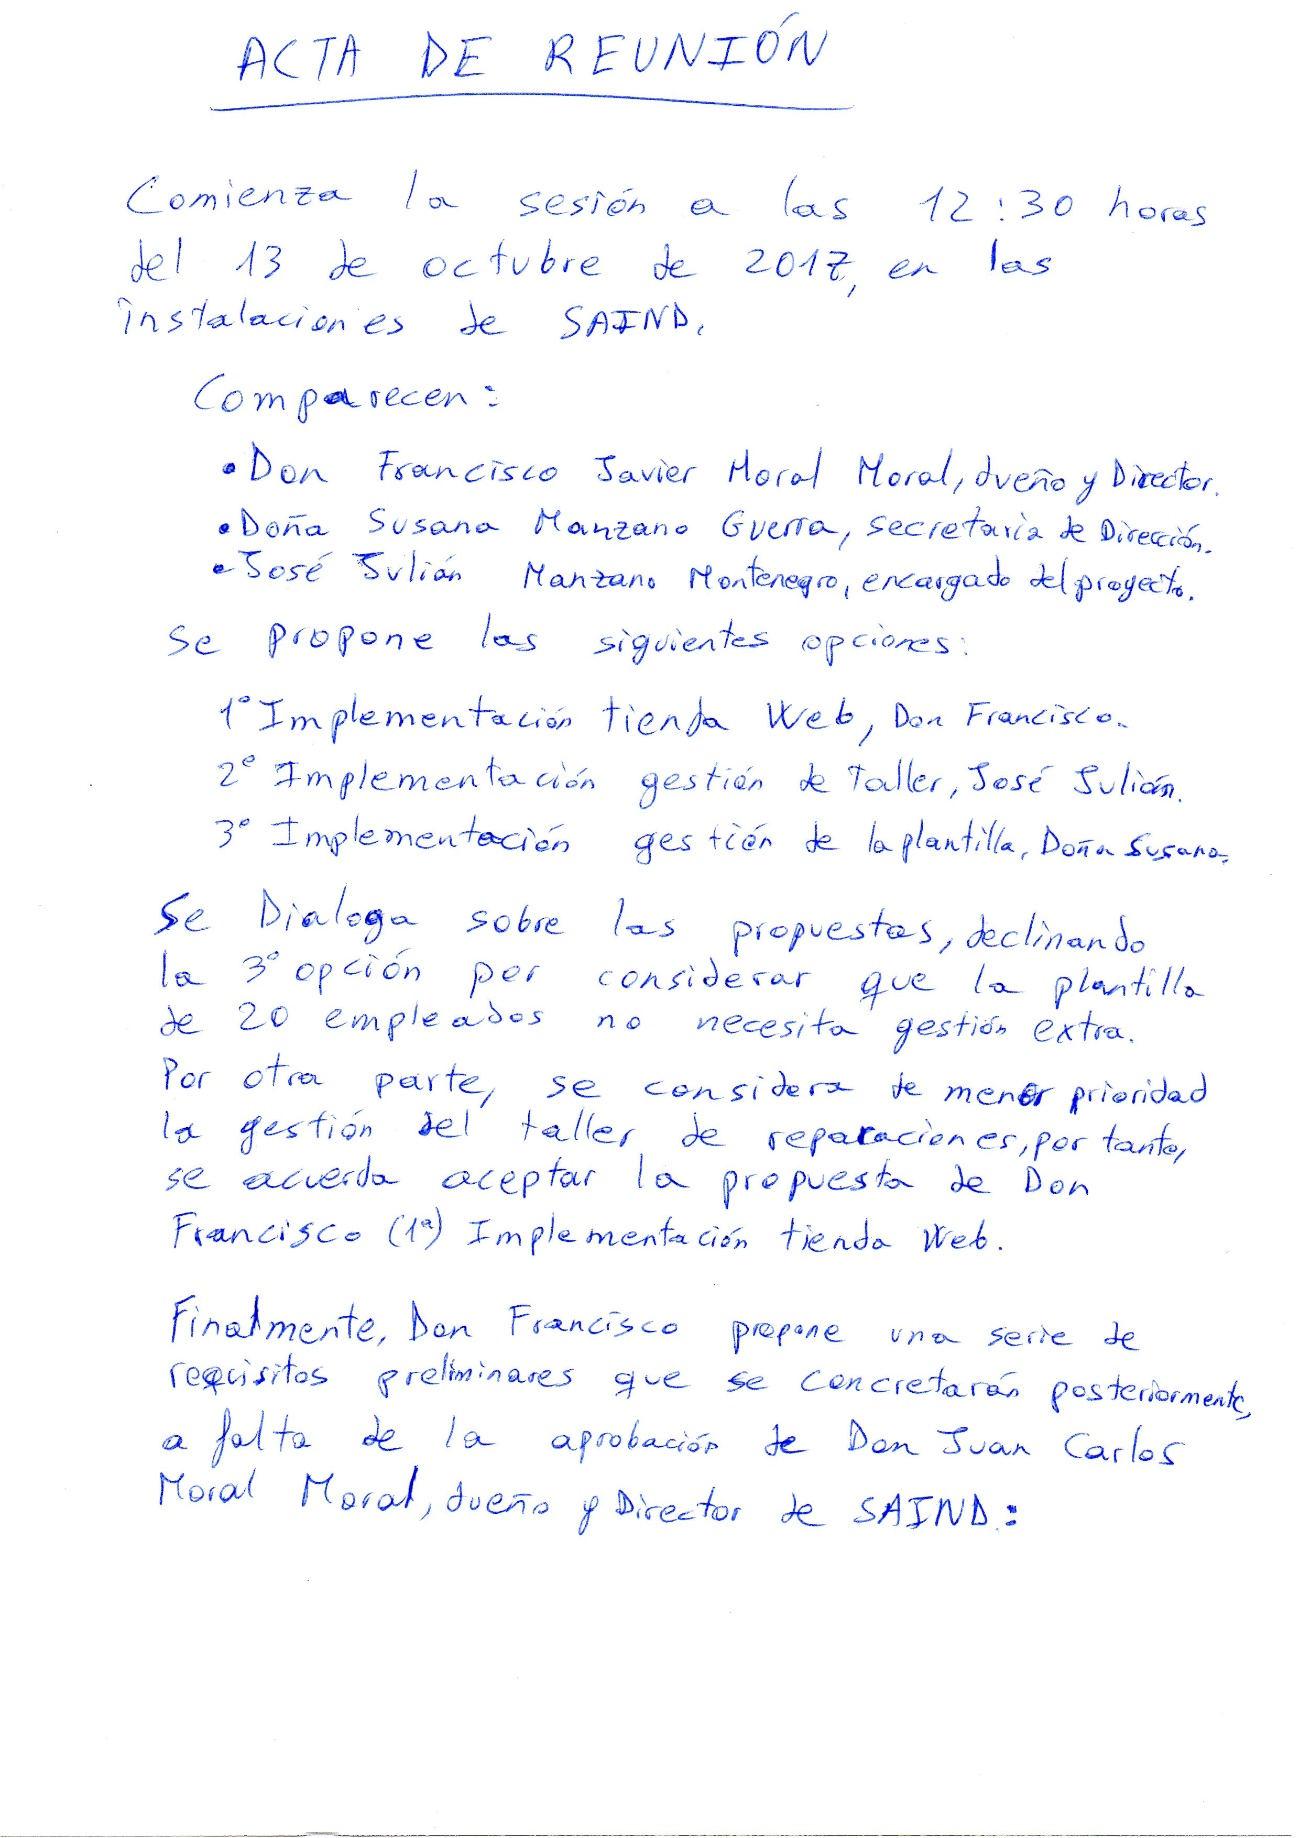 ACTA DE REUNIÓN
Comienza la sesión a las 12:30 horas
del 13 de octubre de 2017, en las
instalaciones de SAIND.
Comparecen:
• Don Francisco Javier Moral Moral, dueño y Director.
• Doña Susana Manzano Guerra, secretaria de Dirección.
• José Julián Manzano Montenegro, encargado del proyecto.
Se propone las siguientes opciones:
1º Implementación tienda Web, Don Francisco.
2º Implementación gestión de Taller, José Julián.
3º Implementación gestión de la plantilla, Doña Susana.
Se Dialoga sobre las propuestas, declinando
la 3º opción por considerar que la plantilla
de 20 empleados no necesita gestión extra.
Por otra parte, se considera de menor prioridad
la gestión del taller de reparaciones, por tanto,
se acuerda aceptar la propuesta de Don
Francisco (1ª) Implementación tienda Web.
Finalmente, Don Francisco propone una serie de
requisitos preliminares que se concretarán posteriormente,
a falta de la aprobación de Don Juan Carlos
Moral Moral, dueño y Director de SAIND: